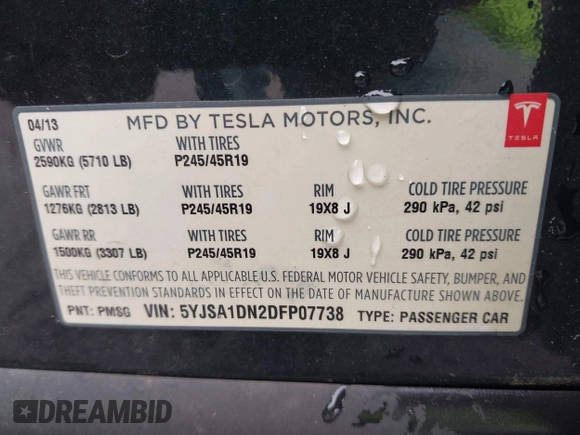 04/13 MFD BY TESLA MOTORS, INC.
TESLA
GVWR WITH TIRES
2590KG (5710 LB) P245/45R19
GAWR FRT WITH TIRES RIM COLD TIRE PRESSURE
1276KG (2813 LB) P245/45R19 19X8 J 290 kPa, 42 psi
GAWR RR WITH TIRES RIM COLD TIRE PRESSURE
1500KG (3307 LB) P245/45R19 19X8 J 290 kPa, 42 psi
THIS VEHICLE CONFORMS TO ALL APPLICABLE U.S. FEDERAL MOTOR VEHICLE SAFETY, BUMPER, AND
THEFT PREVENTION STANDARDS IN EFFECT ON THE DATE OF MANUFACTURE SHOWN ABOVE.
PNT: PMSG VIN: 5YJSA1DN2DFP07738 TYPE: PASSENGER CAR
DREAMBID